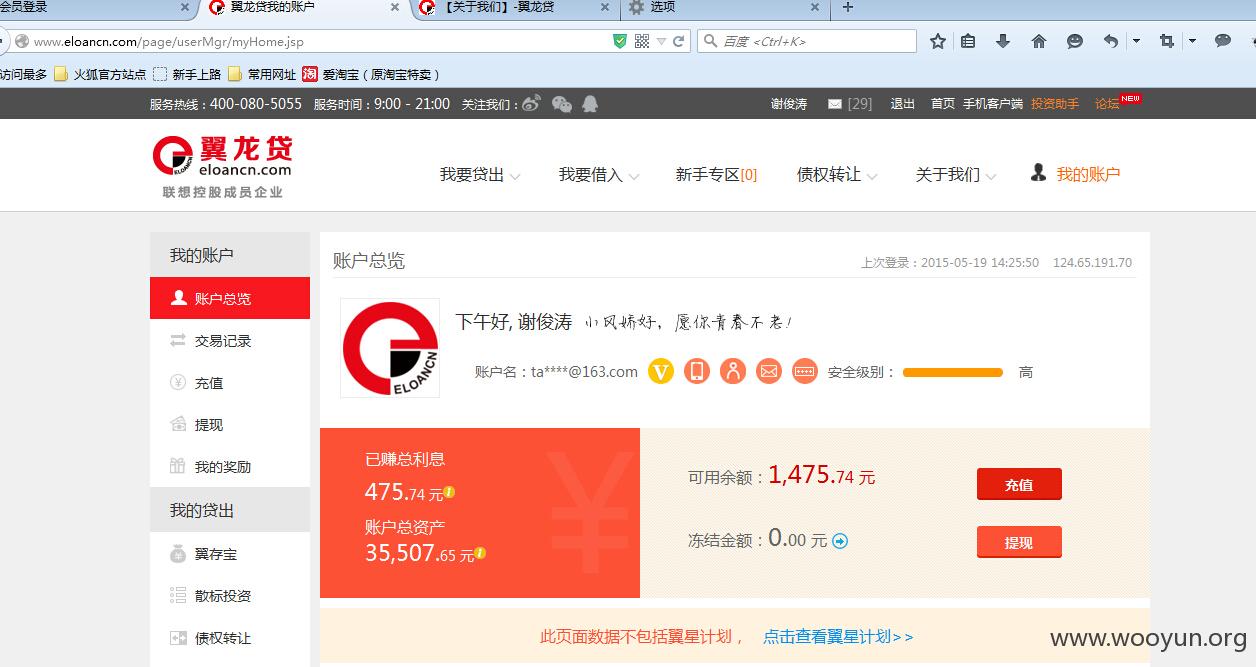 会员登录
翼龙贷我的账户
【关于我们】-翼龙贷
选项
www.eloancn.com/page/userMgr/myHome.jsp
百度 <Ctrl+K>
访问最多 火狐官方站点 新手上路 常用网址 爱淘宝（原淘宝特卖）
服务热线：400-080-5055 服务时间：9:00 - 21:00 关注我们：
谢俊涛 [29] 退出 首页 手机客户端 投资助手 论坛 NEW
翼龙贷
eloancn.com
联想控股成员企业
我要贷出 我要借入 新手专区[0] 债权转让 关于我们 我的账户
我的账户
账户总览
交易记录
充值
提现
我的奖励
我的贷出
翼存宝
散标投资
债权转让
账户总览
上次登录：2015-05-19 14:25:50 124.65.191.70
ELOANCN
下午好, 谢俊涛 小风娇好，愿你青春不老！
账户名：ta****@163.com
安全级别： 高
已赚总利息
475.74 元
账户总资产
35,507.65 元
可用余额：1,475.74 元
充值
冻结金额：0.00 元
提现
此页面数据不包括翼星计划， 点击查看翼星计划>>
www.wooyun.org